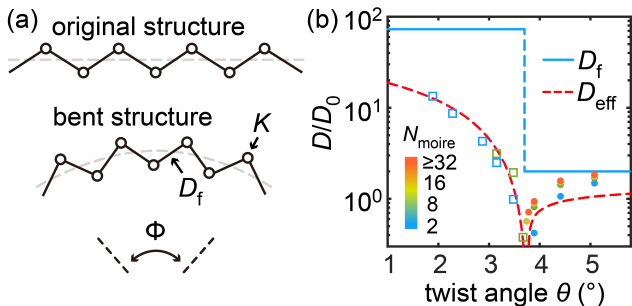 (a)
original structure
bent structure
K
D_f
Φ
(b)
D/D_0
10^2
10^1
10^0
D_f
D_eff
N_moire
≥32
16
8
2
1 2 3 4 5
twist angle θ (°)